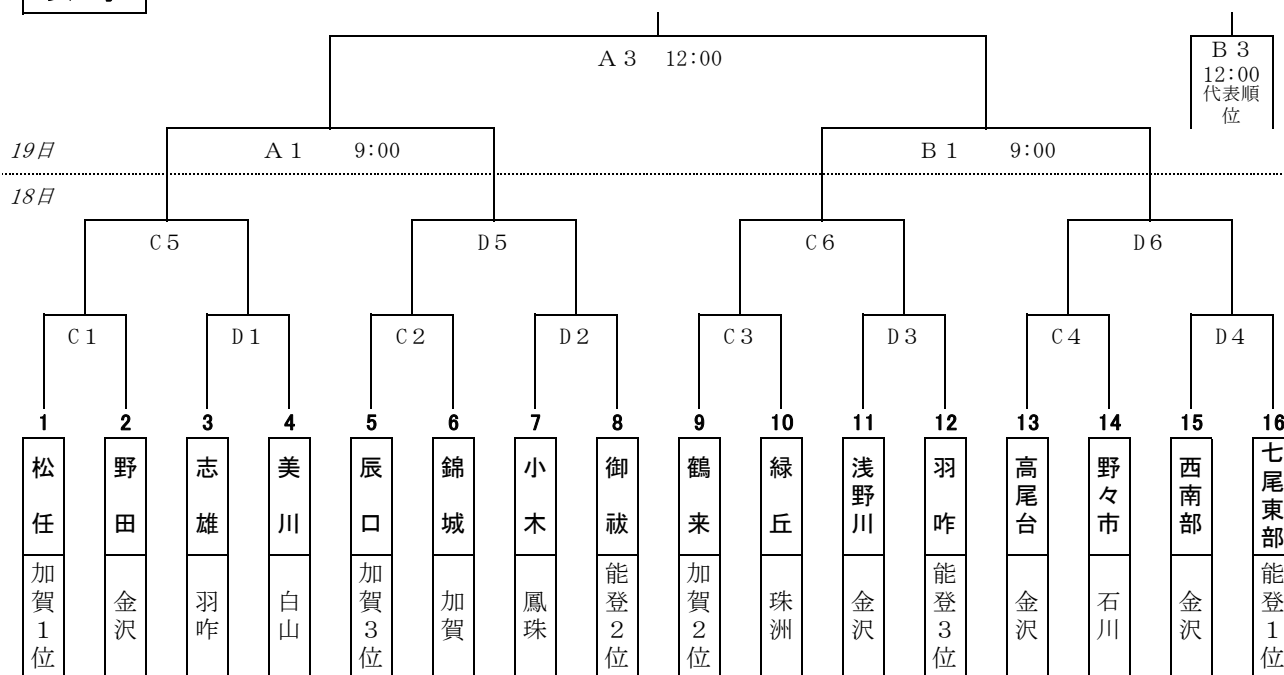 A3 12:00
B3
12:00
代表順
位
19日
A1 9:00
B1 9:00
18日
C5
D5
C6
D6
C1
D1
C2
D2
C3
D3
C4
D4
1 2 3 4 5 6 7 8 9 10 11 12 13 14 15 16
松任
野田
志雄
美川
辰口
錦城
小木
御祓
鶴来
緑丘
浅野川
羽咋
高尾台
野々市
西南部
七尾東部
加賀1位
金沢
羽咋
白山
加賀3位
加賀
鳳珠
能登2位
加賀2位
珠洲
金沢
能登3位
金沢
石川
金沢
能登1位